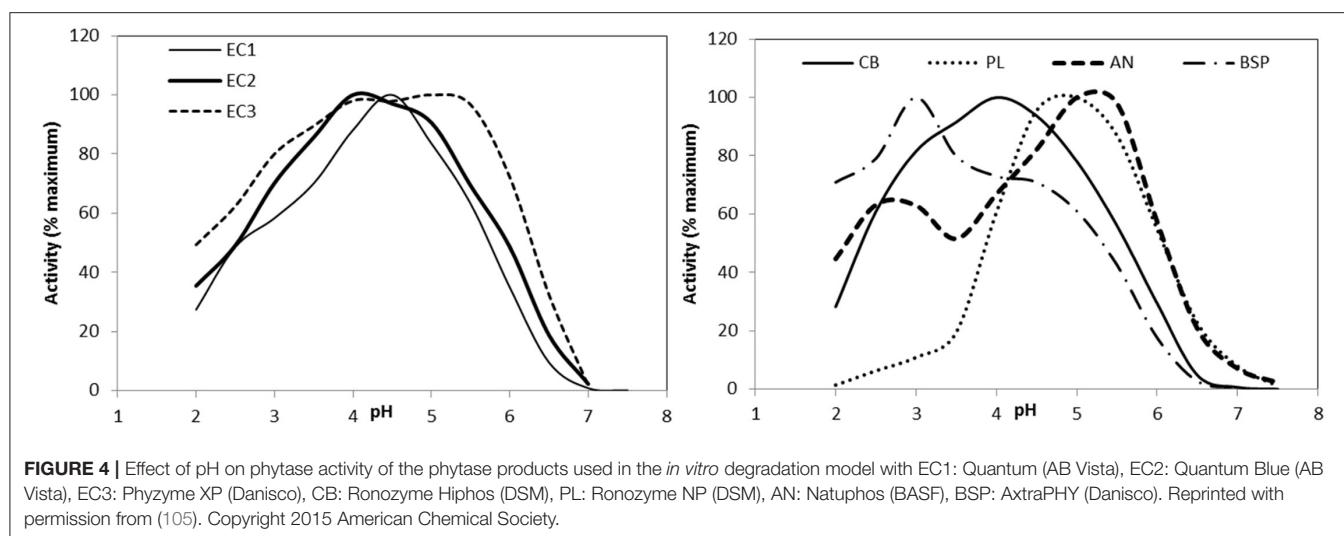 120
100
80
60
40
20
0
Activity (% maximum)
EC1
EC2
EC3
1 2 3 4 5 6 7 8
pH
120
100
80
60
40
20
0
Activity (% maximum)
CB PL AN BSP
1 2 3 4 5 6 7 8
pH
FIGURE 4 | Effect of pH on phytase activity of the phytase products used in the in vitro degradation model with EC1: Quantum (AB Vista), EC2: Quantum Blue (AB
Vista), EC3: Phyzyme XP (Danisco), CB: Ronozyme Hiphos (DSM), PL: Ronozyme NP (DSM), AN: Natuphos (BASF), BSP: AxtraPHY (Danisco). Reprinted with
permission from (105). Copyright 2015 American Chemical Society.